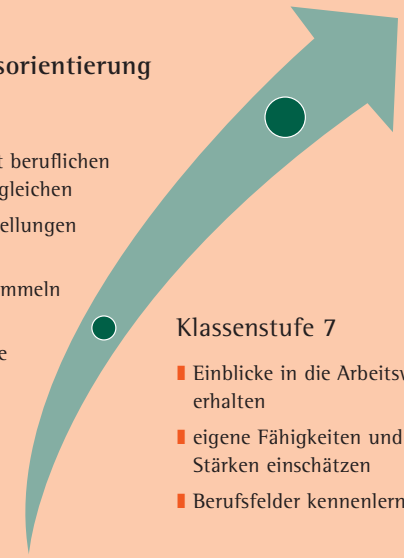 sorientierung
t beruflichen
gleichen
ellungen
mmeln
e
Klassenstufe 7
Einblicke in die Arbeitsw
erhalten
eigene Fähigkeiten und
Stärken einschätzen
Berufsfelder kennenlern